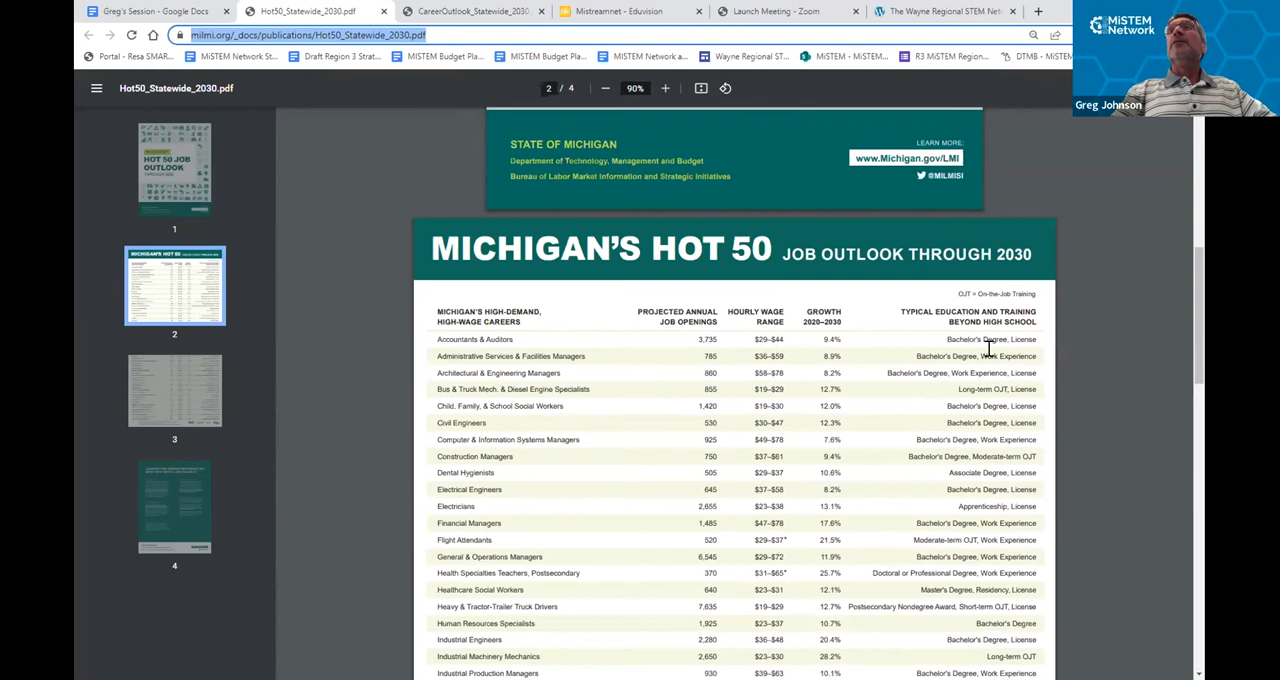 Greg's Session - Google Docs
Hot50_Statewide_2030.pdf
CareerOutlook_Statewide_2030.
Mistreamnet - Eduvision
Launch Meeting - Zoom
The Wayne Regional STEM Netw
milmi.org/_docs/publications/Hot50_Statewide_2030.pdf
Portal - Resa SMAR...
MiSTEM Network St...
Draft Region 3 Strat...
MISTEM Budget Pla...
MISTEM Budget Pla...
MiSTEM Network a...
Wayne Regional ST...
MiSTEM - MiSTEM...
R3 MiSTEM Region...
DTMB - MiSTEM
Hot50_Statewide_2030.pdf
2 / 4
90%
MiSTEM
Network
Greg Johnson
HOT 50 JOB
OUTLOOK
THROUGH 2030
1
MICHIGAN'S HOT 50
2
3
4
STATE OF MICHIGAN
Department of Technology, Management and Budget
Bureau of Labor Market Information and Strategic Initiatives
LEARN MORE:
www.Michigan.gov/LMI
@MILMISI
MICHIGAN'S HOT 50 JOB OUTLOOK THROUGH 2030
OJT = On-the-Job Training
MICHIGAN'S HIGH-DEMAND, HIGH-WAGE CAREERS
PROJECTED ANNUAL JOB OPENINGS
HOURLY WAGE RANGE
GROWTH 2020–2030
TYPICAL EDUCATION AND TRAINING BEYOND HIGH SCHOOL
Accountants & Auditors 3,735 $29–$44 9.4% Bachelor's Degree, License
Administrative Services & Facilities Managers 785 $36–$59 8.9% Bachelor's Degree, Work Experience
Architectural & Engineering Managers 860 $58–$78 8.2% Bachelor's Degree, Work Experience, License
Bus & Truck Mech. & Diesel Engine Specialists 855 $19–$29 12.7% Long-term OJT, License
Child, Family, & School Social Workers 1,420 $19–$30 12.0% Bachelor's Degree, License
Civil Engineers 530 $30–$47 12.3% Bachelor's Degree, License
Computer & Information Systems Managers 925 $49–$78 7.6% Bachelor's Degree, Work Experience
Construction Managers 750 $37–$61 9.4% Bachelor's Degree, Moderate-term OJT
Dental Hygienists 505 $29–$37 10.6% Associate Degree, License
Electrical Engineers 645 $37–$58 8.2% Bachelor's Degree, License
Electricians 2,655 $23–$38 13.1% Apprenticeship, License
Financial Managers 1,485 $47–$78 17.6% Bachelor's Degree, Work Experience
Flight Attendants 520 $29–$37* 21.5% Moderate-term OJT, Work Experience
General & Operations Managers 6,545 $29–$72 11.9% Bachelor's Degree, Work Experience
Health Specialties Teachers, Postsecondary 370 $31–$65* 25.7% Doctoral or Professional Degree, Work Experience
Healthcare Social Workers 640 $23–$31 12.1% Master's Degree, Residency, License
Heavy & Tractor-Trailer Truck Drivers 7,635 $19–$29 12.7% Postsecondary Nondegree Award, Short-term OJT, License
Human Resources Specialists 1,925 $23–$37 10.7% Bachelor's Degree
Industrial Engineers 2,280 $36–$48 20.4% Bachelor's Degree, License
Industrial Machinery Mechanics 2,650 $23–$30 28.2% Long-term OJT
Industrial Production Managers 930 $39–$63 10.1% Bachelor's Degree, Work Experience